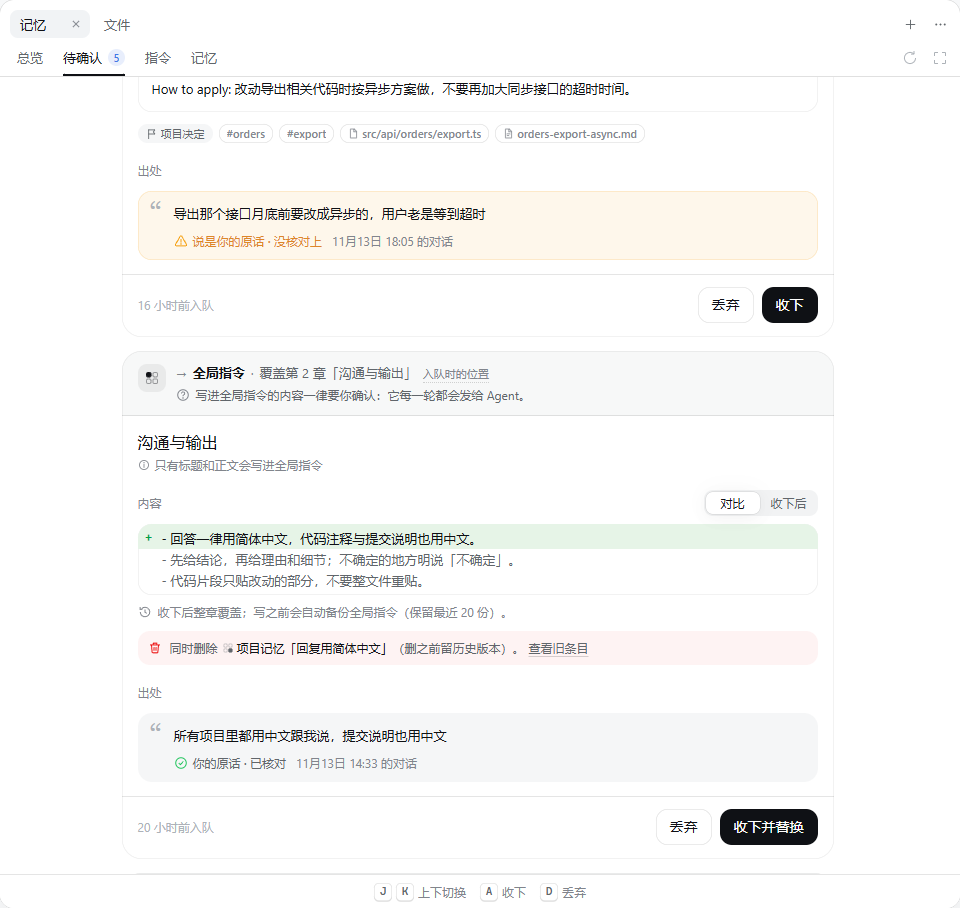 记忆 × 文件 + ···
总览 待确认 5 指令 记忆
How to apply: 改动导出相关代码时按异步方案做，不要再加大同步接口的超时时间。
项目决定 #orders #export src/api/orders/export.ts orders-export-async.md
出处
“ 导出那个接口月底前要改成异步的，用户老是等到超时
说是你的原话 · 没核对上 11月13日 18:05 的对话
16 小时前入队 丢弃 收下
→ 全局指令 · 覆盖第 2 章「沟通与输出」 入队时的位置
写进全局指令的内容一律要你确认：它每一轮都会发给 Agent。
沟通与输出
只有标题和正文会写进全局指令
内容 对比 收下后
+ - 回答一律用简体中文，代码注释与提交说明也用中文。
- 先给结论，再给理由和细节；不确定的地方明说「不确定」。
- 代码片段只贴改动的部分，不要整文件重贴。
收下后整章覆盖；写之前会自动备份全局指令（保留最近 20 份）。
同时删除 项目记忆「回复用简体中文」（删之前留历史版本）。 查看旧条目
出处
“ 所有项目里都用中文跟我说，提交说明也用中文
你的原话 · 已核对 11月13日 14:33 的对话
20 小时前入队 丢弃 收下并替换
J K 上下切换 A 收下 D 丢弃